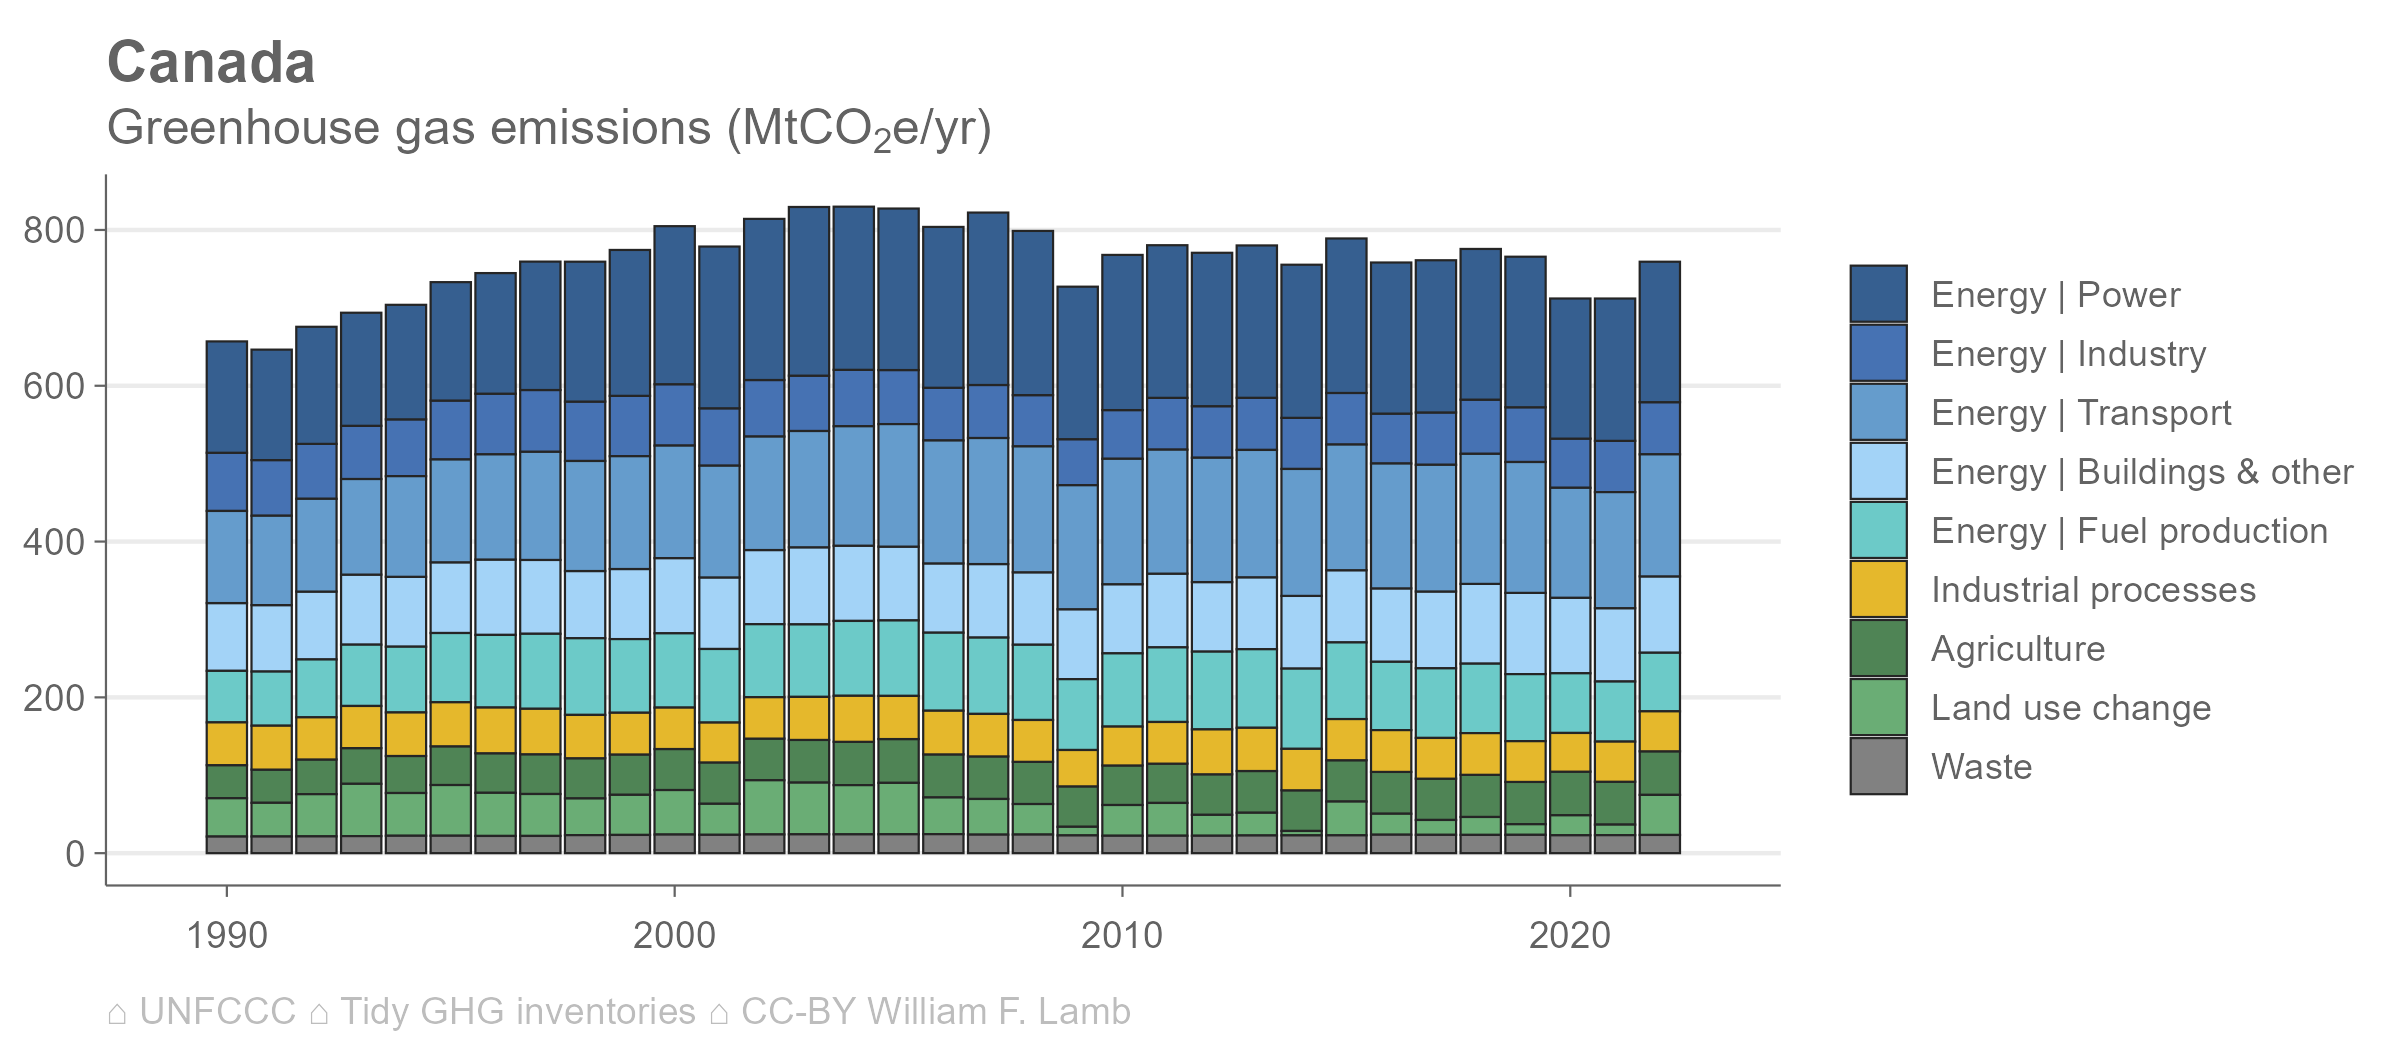 Canada
Greenhouse gas emissions (MtCO₂e/yr)
800
600
400
200
0
1990 2000 2010 2020
Energy | Power
Energy | Industry
Energy | Transport
Energy | Buildings & other
Energy | Fuel production
Industrial processes
Agriculture
Land use change
Waste
⌂ UNFCCC ⌂ Tidy GHG inventories ⌂ CC-BY William F. Lamb